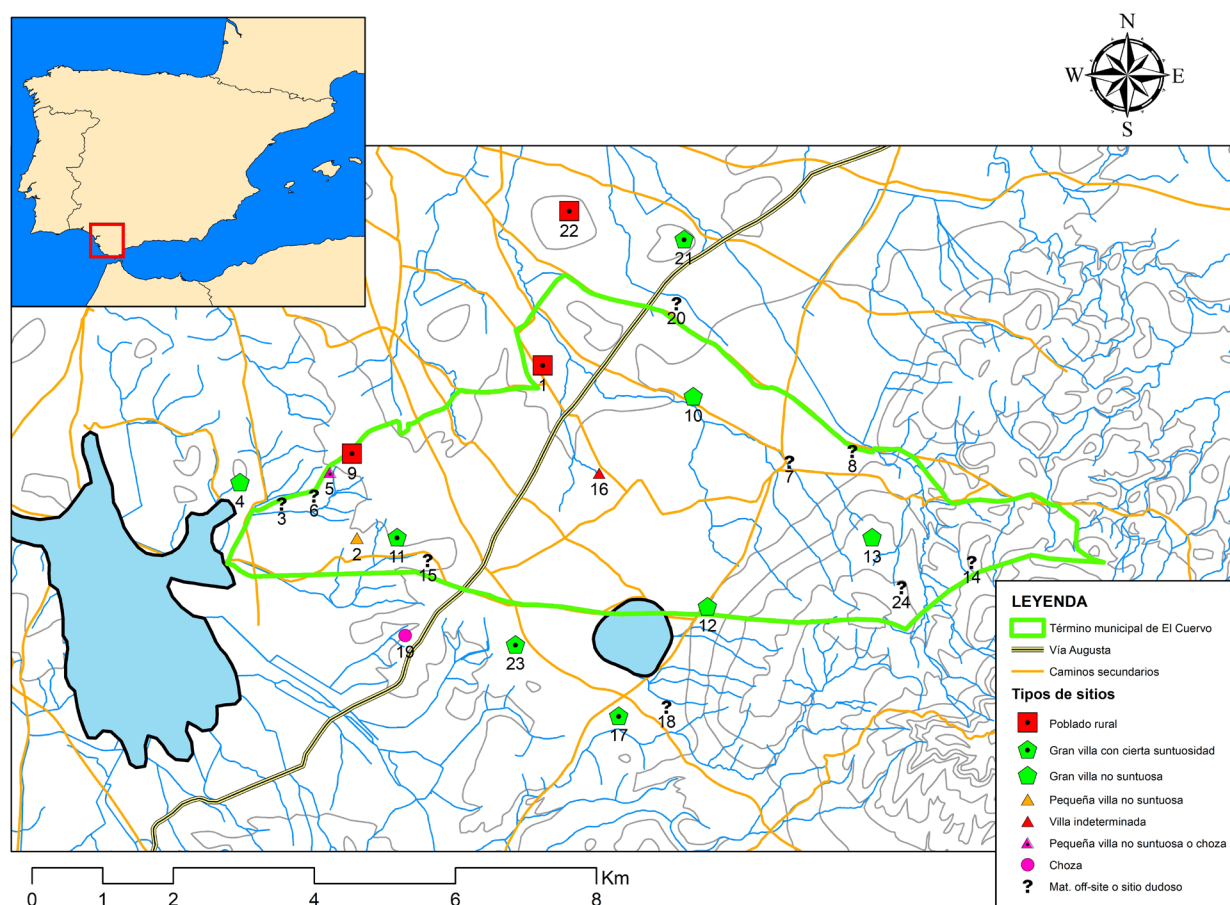 N
W E
S
22
21
20
1
10
9
8
7
5
16
4
6
3
2
11
13
15
14
24
12
19
23
18
17
LEYENDA
Término municipal de El Cuervo
Vía Augusta
Caminos secundarios
Tipos de sitios
Poblado rural
Gran villa con cierta suntuosidad
Gran villa no suntuosa
Pequeña villa no suntuosa
Villa indeterminada
Pequeña villa no suntuosa o choza
Choza
? Mat. off-site o sitio dudoso
Km
0 1 2 4 6 8